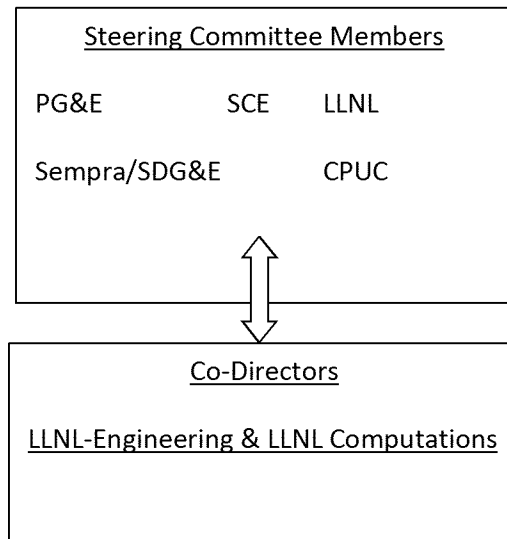 Steering Committee Members
PG&E SCE LLNL
Sempra/SDG&E CPUC
Co-Directors
LLNL-Engineering & LLNL Computations